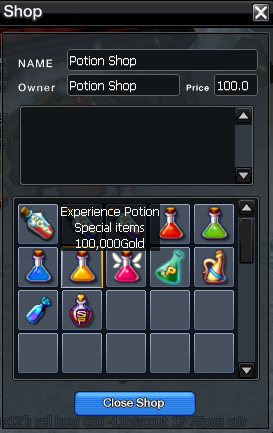 Shop
NAME Potion Shop
Owner Potion Shop Price 100.0
Experience Potion
Special items
100,000Gold
P
Close Shop